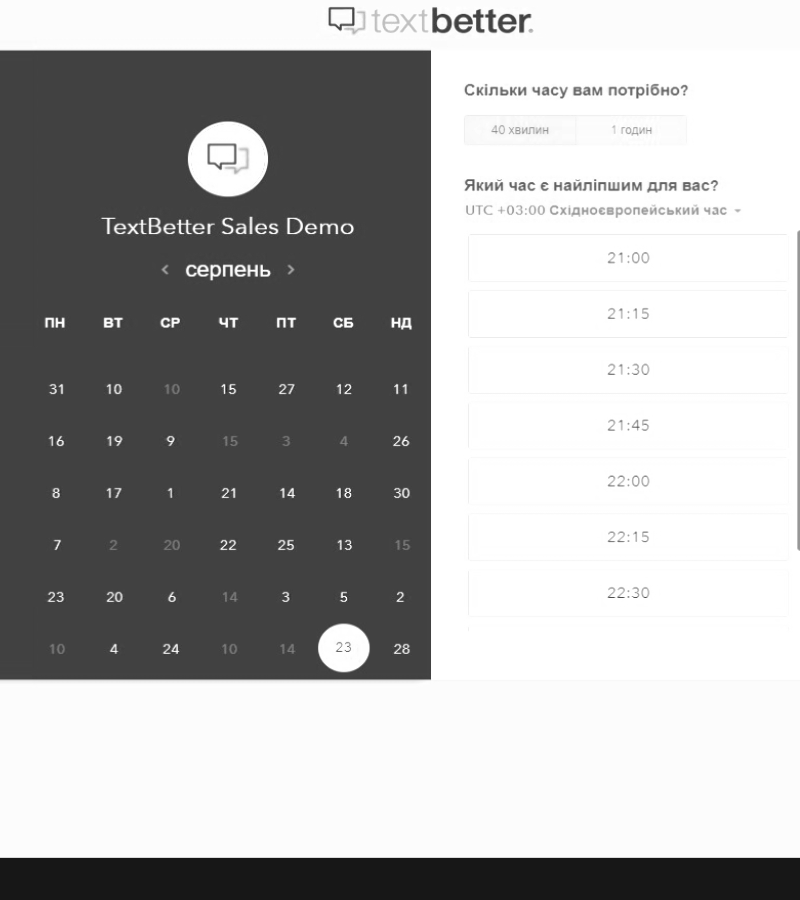 textbetter.
Скільки часу вам потрібно?
40 хвилин 1 годин
TextBetter Sales Demo
серпень
ПН ВТ СР ЧТ ПТ СБ НД
31 10 10 15 27 12 11
16 19 9 15 3 4 26
8 17 1 21 14 18 30
7 2 20 22 25 13 15
23 20 6 14 3 5 2
10 4 24 10 14 23 28
Який час є найліпшим для вас?
UTC +03:00 Східноєвропейський час
21:00
21:15
21:30
21:45
22:00
22:15
22:30